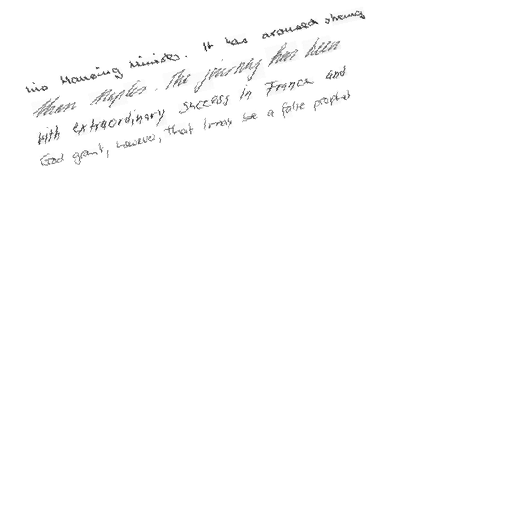 his Housing minister. It has aroused strong
than Naples. The journey has been
with extraordinary success in France and
God grant, however, that I may be a false prophet